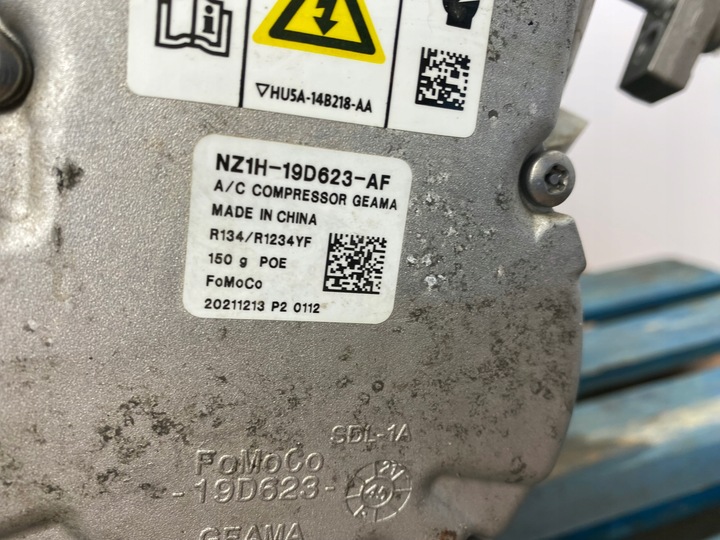 ▽HU5A-14B218-AA
NZ1H-19D623-AF
A/C COMPRESSOR GEAMA
MADE IN CHINA
R134/R1234YF
150 g POE
FoMoCo
20211213 P2 0112
SDL-1A
FoMoCo
-19D623-
GEAMA